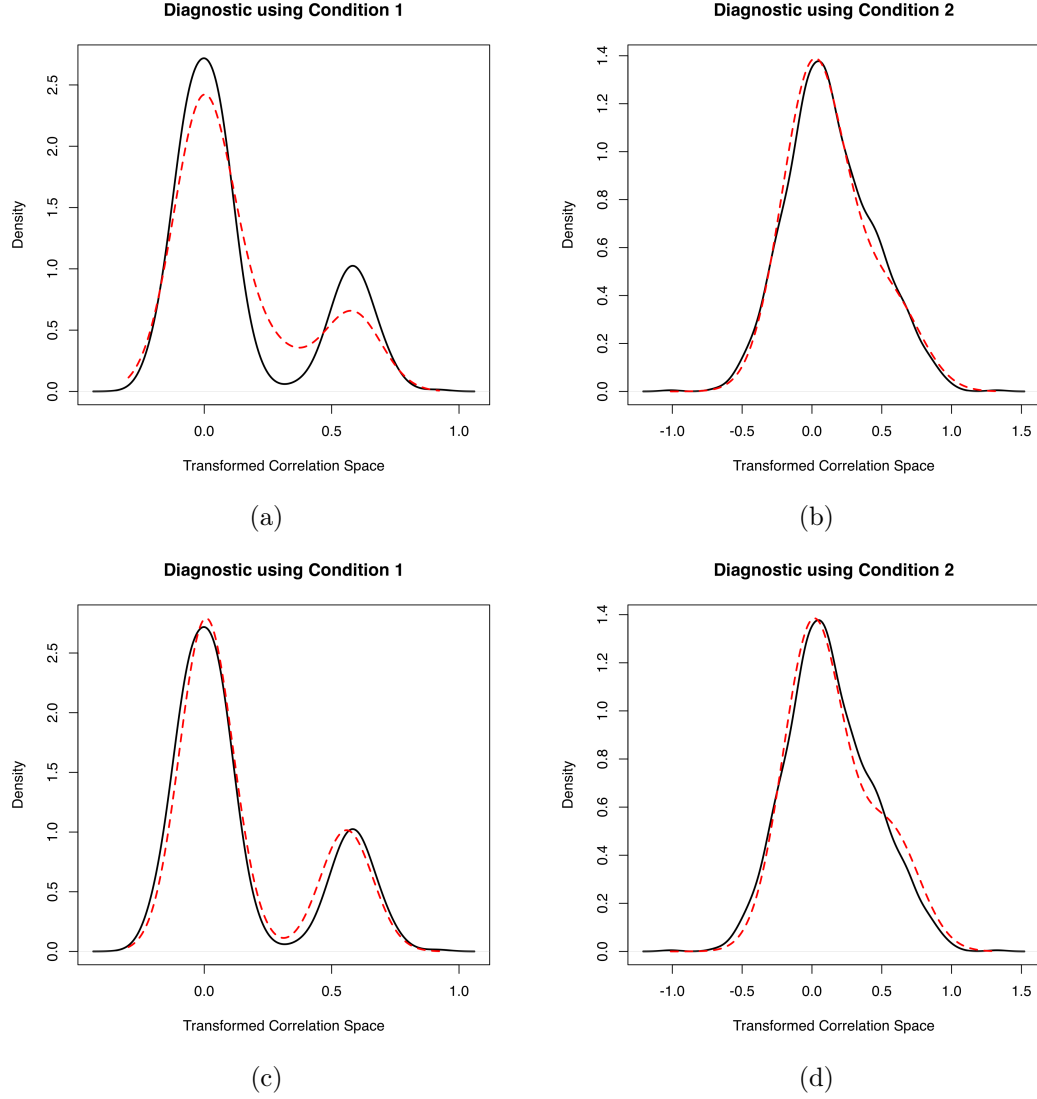 Diagnostic using Condition 1
Density
0.0 0.5 1.0 1.5 2.0 2.5
0.0 0.5 1.0
Transformed Correlation Space
(a)
Diagnostic using Condition 2
Density
0.0 0.2 0.4 0.6 0.8 1.0 1.2 1.4
-1.0 -0.5 0.0 0.5 1.0 1.5
Transformed Correlation Space
(b)
Diagnostic using Condition 1
Density
0.0 0.5 1.0 1.5 2.0 2.5
0.0 0.5 1.0
Transformed Correlation Space
(c)
Diagnostic using Condition 2
Density
0.0 0.2 0.4 0.6 0.8 1.0 1.2 1.4
-1.0 -0.5 0.0 0.5 1.0 1.5
Transformed Correlation Space
(d)